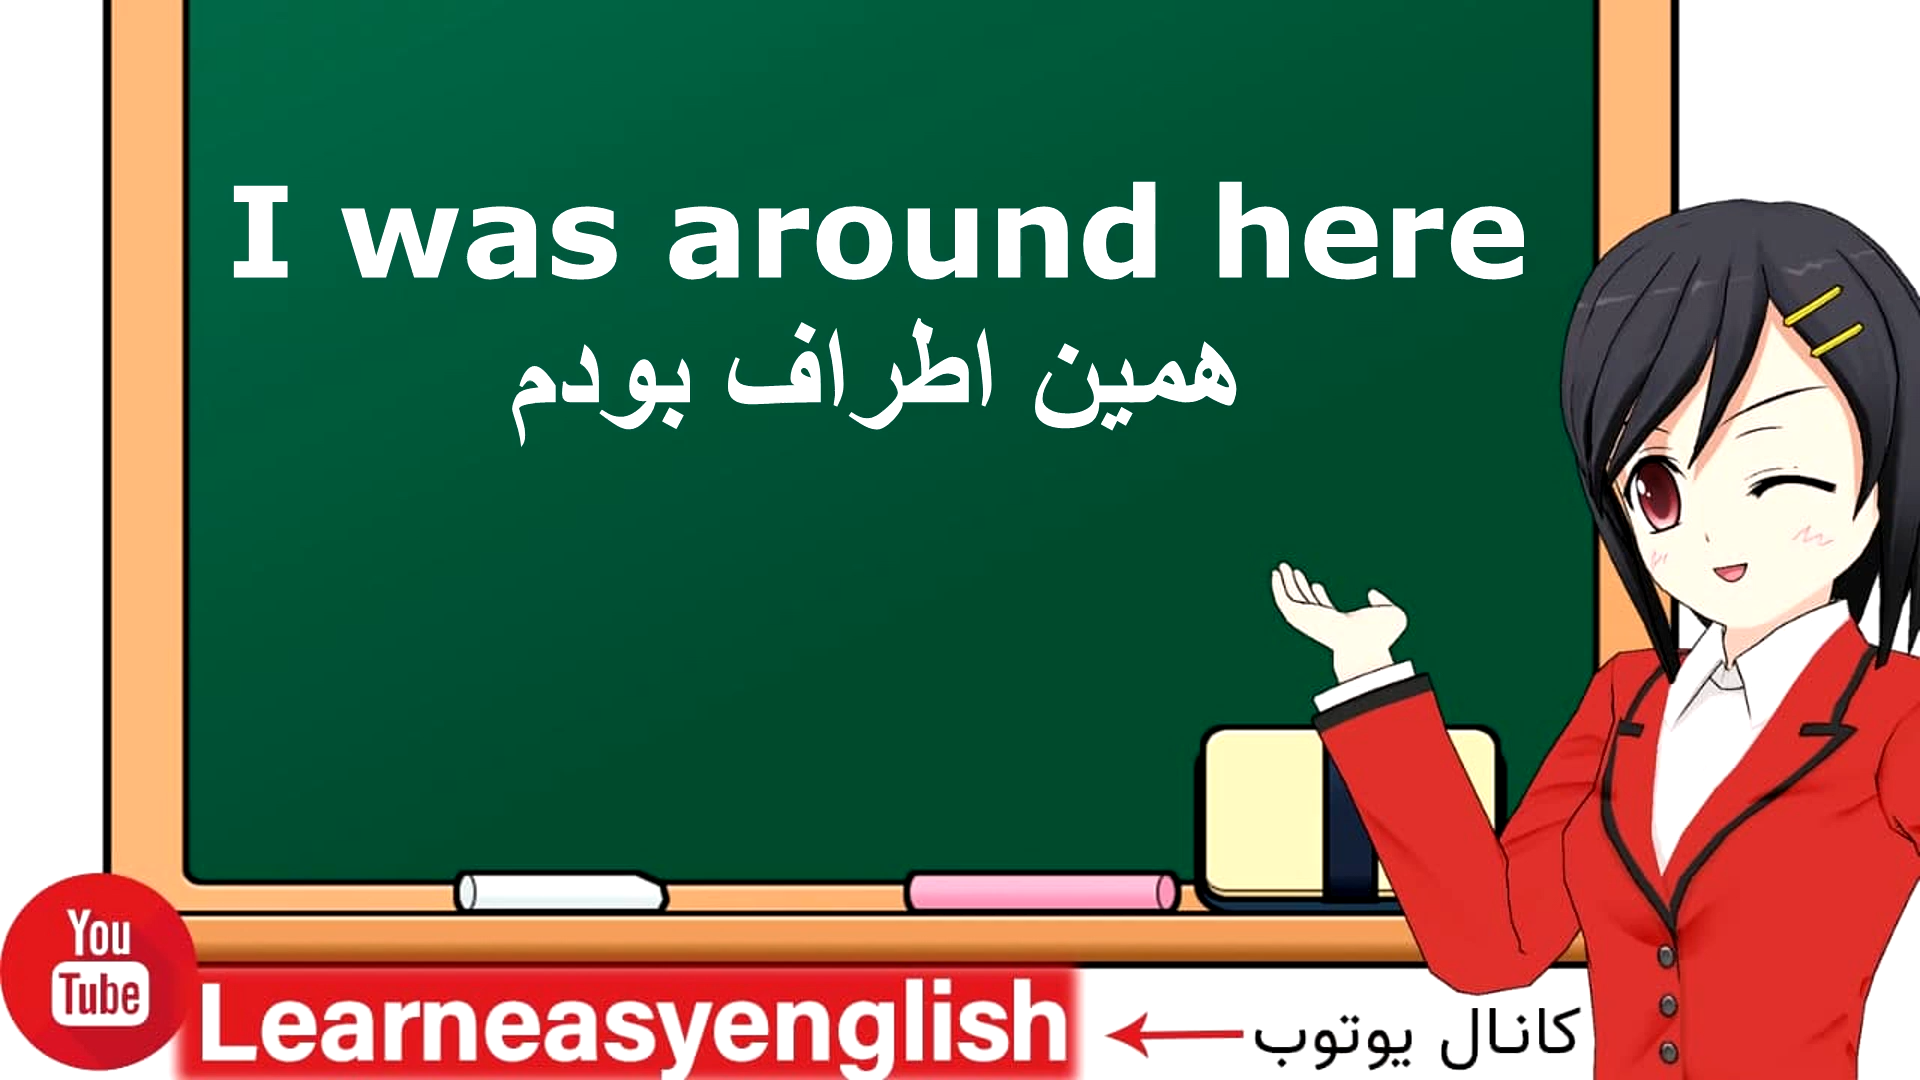 I was around here
همین اطراف بودم
You
Tube
Learneasyenglish
کانال یوتوب